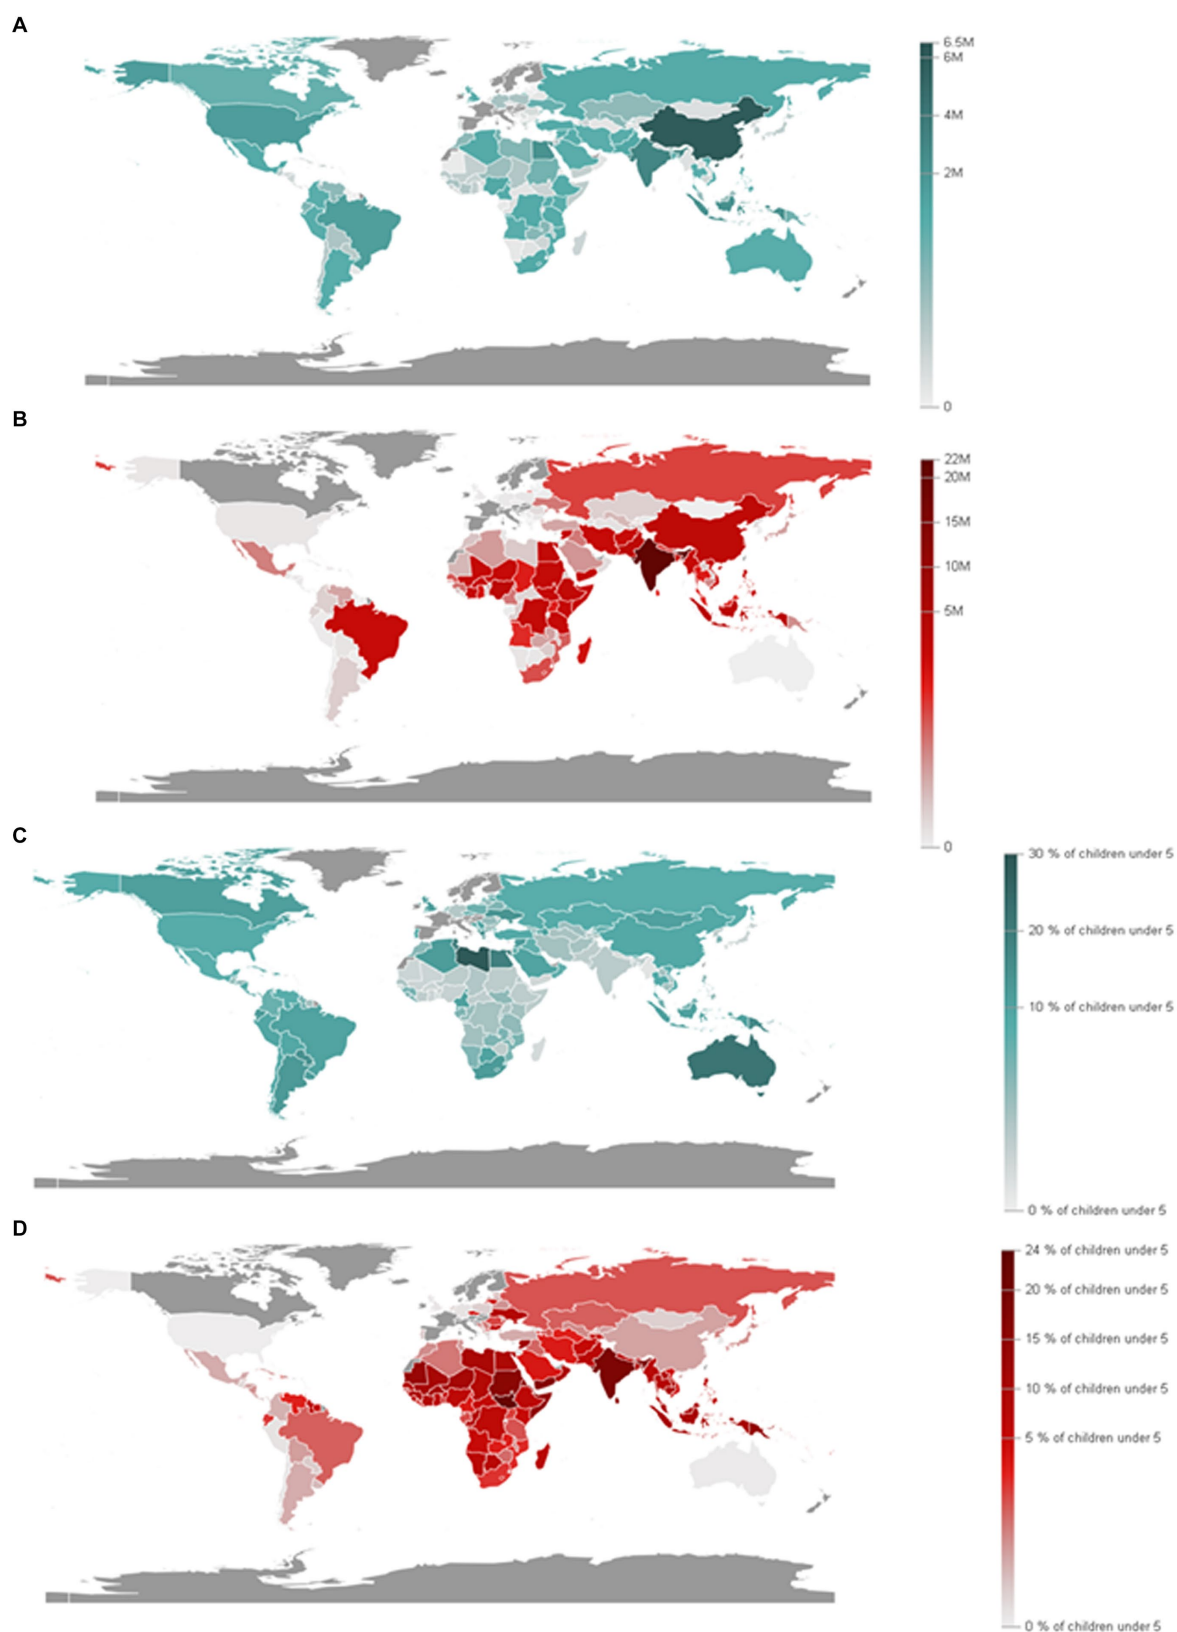 A
6.5M
6M
4M
2M
0
B
22M
20M
15M
10M
5M
0
C
30 % of children under 5
20 % of children under 5
10 % of children under 5
0 % of children under 5
D
24 % of children under 5
20 % of children under 5
15 % of children under 5
10 % of children under 5
5 % of children under 5
0 % of children under 5